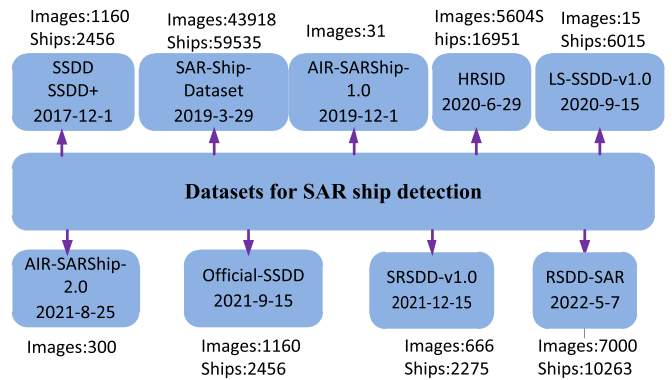 Images:1160
Ships:2456
Images:43918
Ships:59535
Images:31
Images:5604S
hips:16951
Images:15
Ships:6015
SSDD
SSDD+
2017-12-1
SAR-Ship-
Dataset
2019-3-29
AIR-SARShip-
1.0
2019-12-1
HRSID
2020-6-29
LS-SSDD-v1.0
2020-9-15
Datasets for SAR ship detection
AIR-SARShip-
2.0
2021-8-25
Official-SSDD
2021-9-15
SRSDD-v1.0
2021-12-15
RSDD-SAR
2022-5-7
Images:300
Images:1160
Ships:2456
Images:666
Ships:2275
Images:7000
Ships:10263